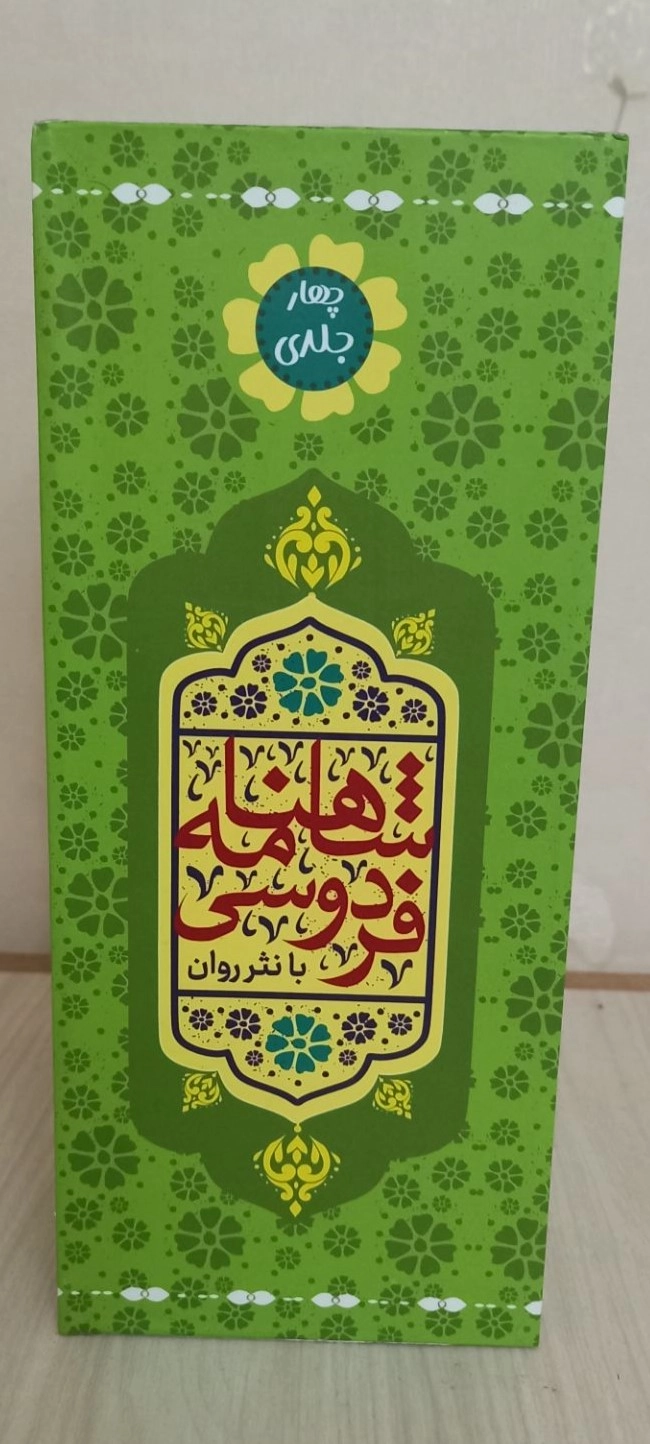 چهار
جلدی
شاهنامه
فردوسی
با نثر روان